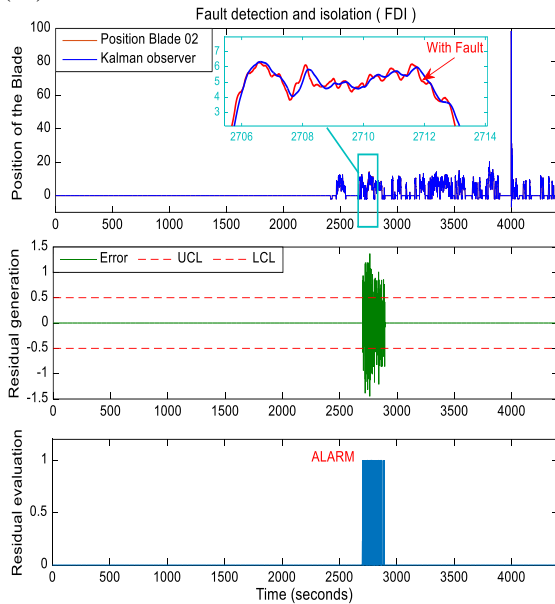 Fault detection and isolation ( FDI )
Position of the Blade
100
80
60
40
20
0
Position Blade 02
Kalman observer
With Fault
7
6
5
4
3
2706 2708 2710 2712 2714
0 500 1000 1500 2000 2500 3000 3500 4000
Residual generation
1.5
1
0.5
0
-0.5
-1
-1.5
Error UCL LCL
0 500 1000 1500 2000 2500 3000 3500 4000
Residual evaluation
1
0.5
0
ALARM
0 500 1000 1500 2000 2500 3000 3500 4000
Time (seconds)